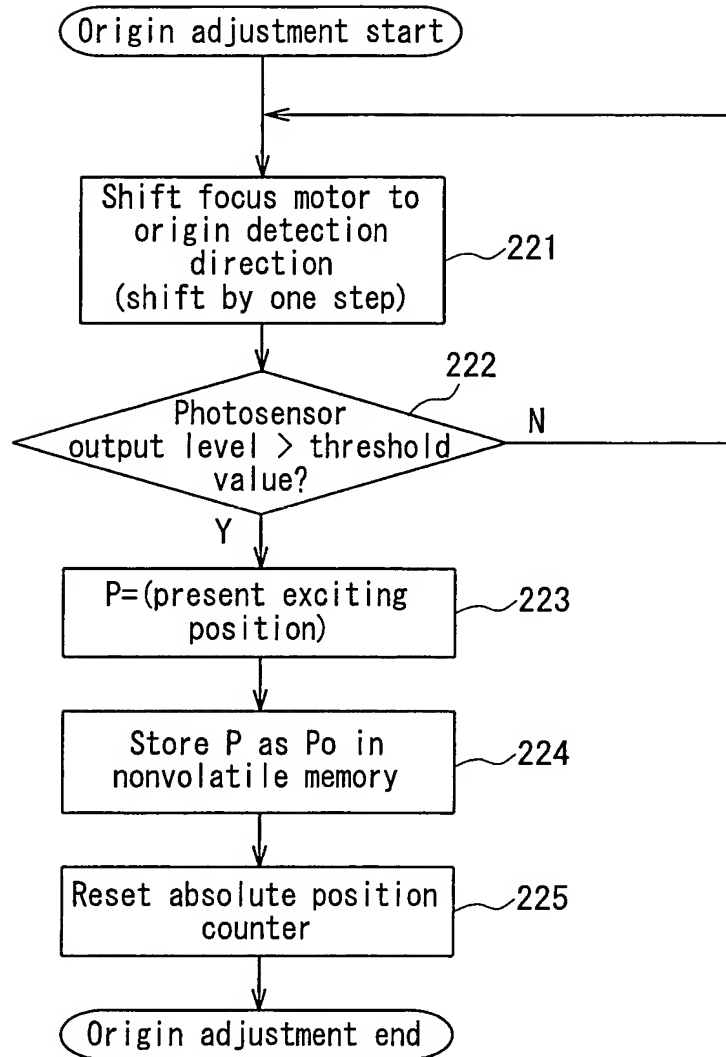 Origin adjustment start
Shift focus motor to
origin detection
direction
(shift by one step)
221
222
Photosensor
output level > threshold
value?
N
Y
P=(present exciting
position)
223
Store P as Po in
nonvolatile memory
224
Reset absolute position
counter
225
Origin adjustment end